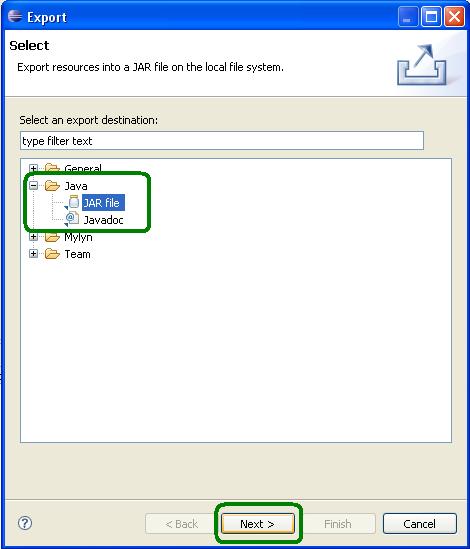 Export
Select
Export resources into a JAR file on the local file system.
Select an export destination:
type filter text
General
Java
JAR file
Javadoc
Mylyn
Team
? < Back Next > Finish Cancel